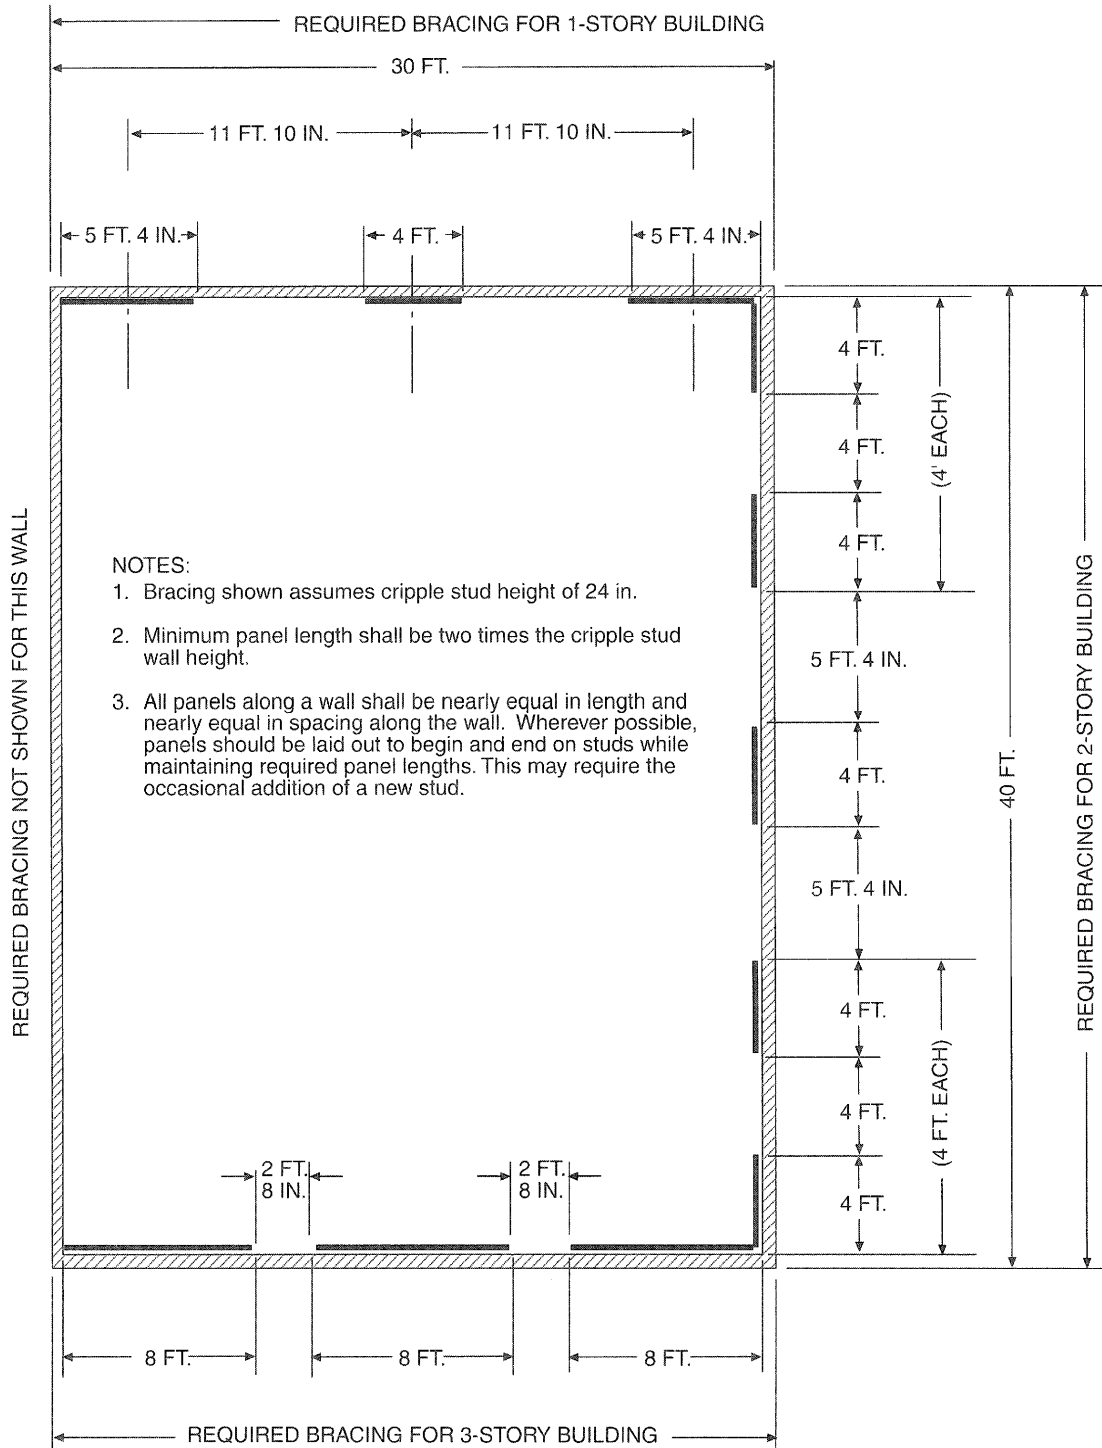 REQUIRED BRACING FOR 1-STORY BUILDING
30 FT.
11 FT. 10 IN.
11 FT. 10 IN.
5 FT. 4 IN.
4 FT.
5 FT. 4 IN.
4 FT.
4 FT.
(4' EACH)
4 FT.
5 FT. 4 IN.
4 FT.
5 FT. 4 IN.
4 FT.
4 FT.
(4 FT. EACH)
4 FT.
40 FT.
REQUIRED BRACING FOR 2-STORY BUILDING
REQUIRED BRACING NOT SHOWN FOR THIS WALL
NOTES:
1. Bracing shown assumes cripple stud height of 24 in.
2. Minimum panel length shall be two times the cripple stud
wall height.
3. All panels along a wall shall be nearly equal in length and
nearly equal in spacing along the wall. Wherever possible,
panels should be laid out to begin and end on studs while
maintaining required panel lengths. This may require the
occasional addition of a new stud.
2 FT.
8 IN.
2 FT.
8 IN.
8 FT.
8 FT.
8 FT.
REQUIRED BRACING FOR 3-STORY BUILDING